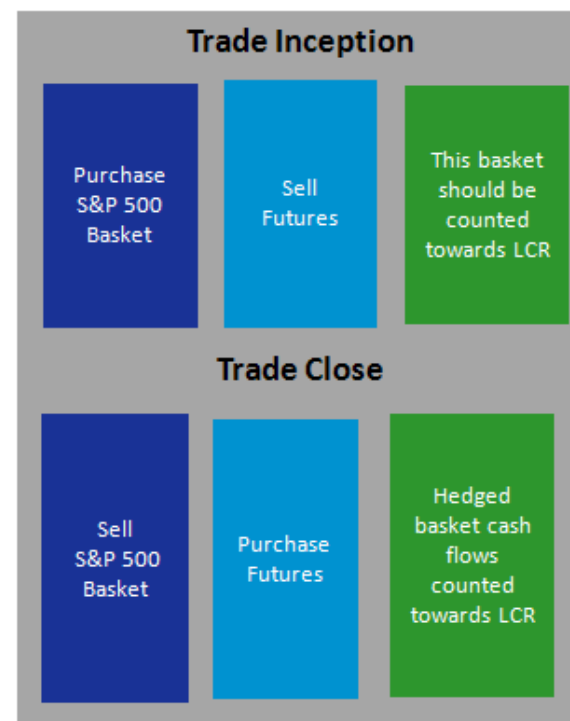 Trade Inception
Purchase
S&P 500
Basket
Sell
Futures
This basket
should be
counted
towards LCR
Trade Close
Sell
S&P 500
Basket
Purchase
Futures
Hedged
basket cash
flows
counted
towards LCR